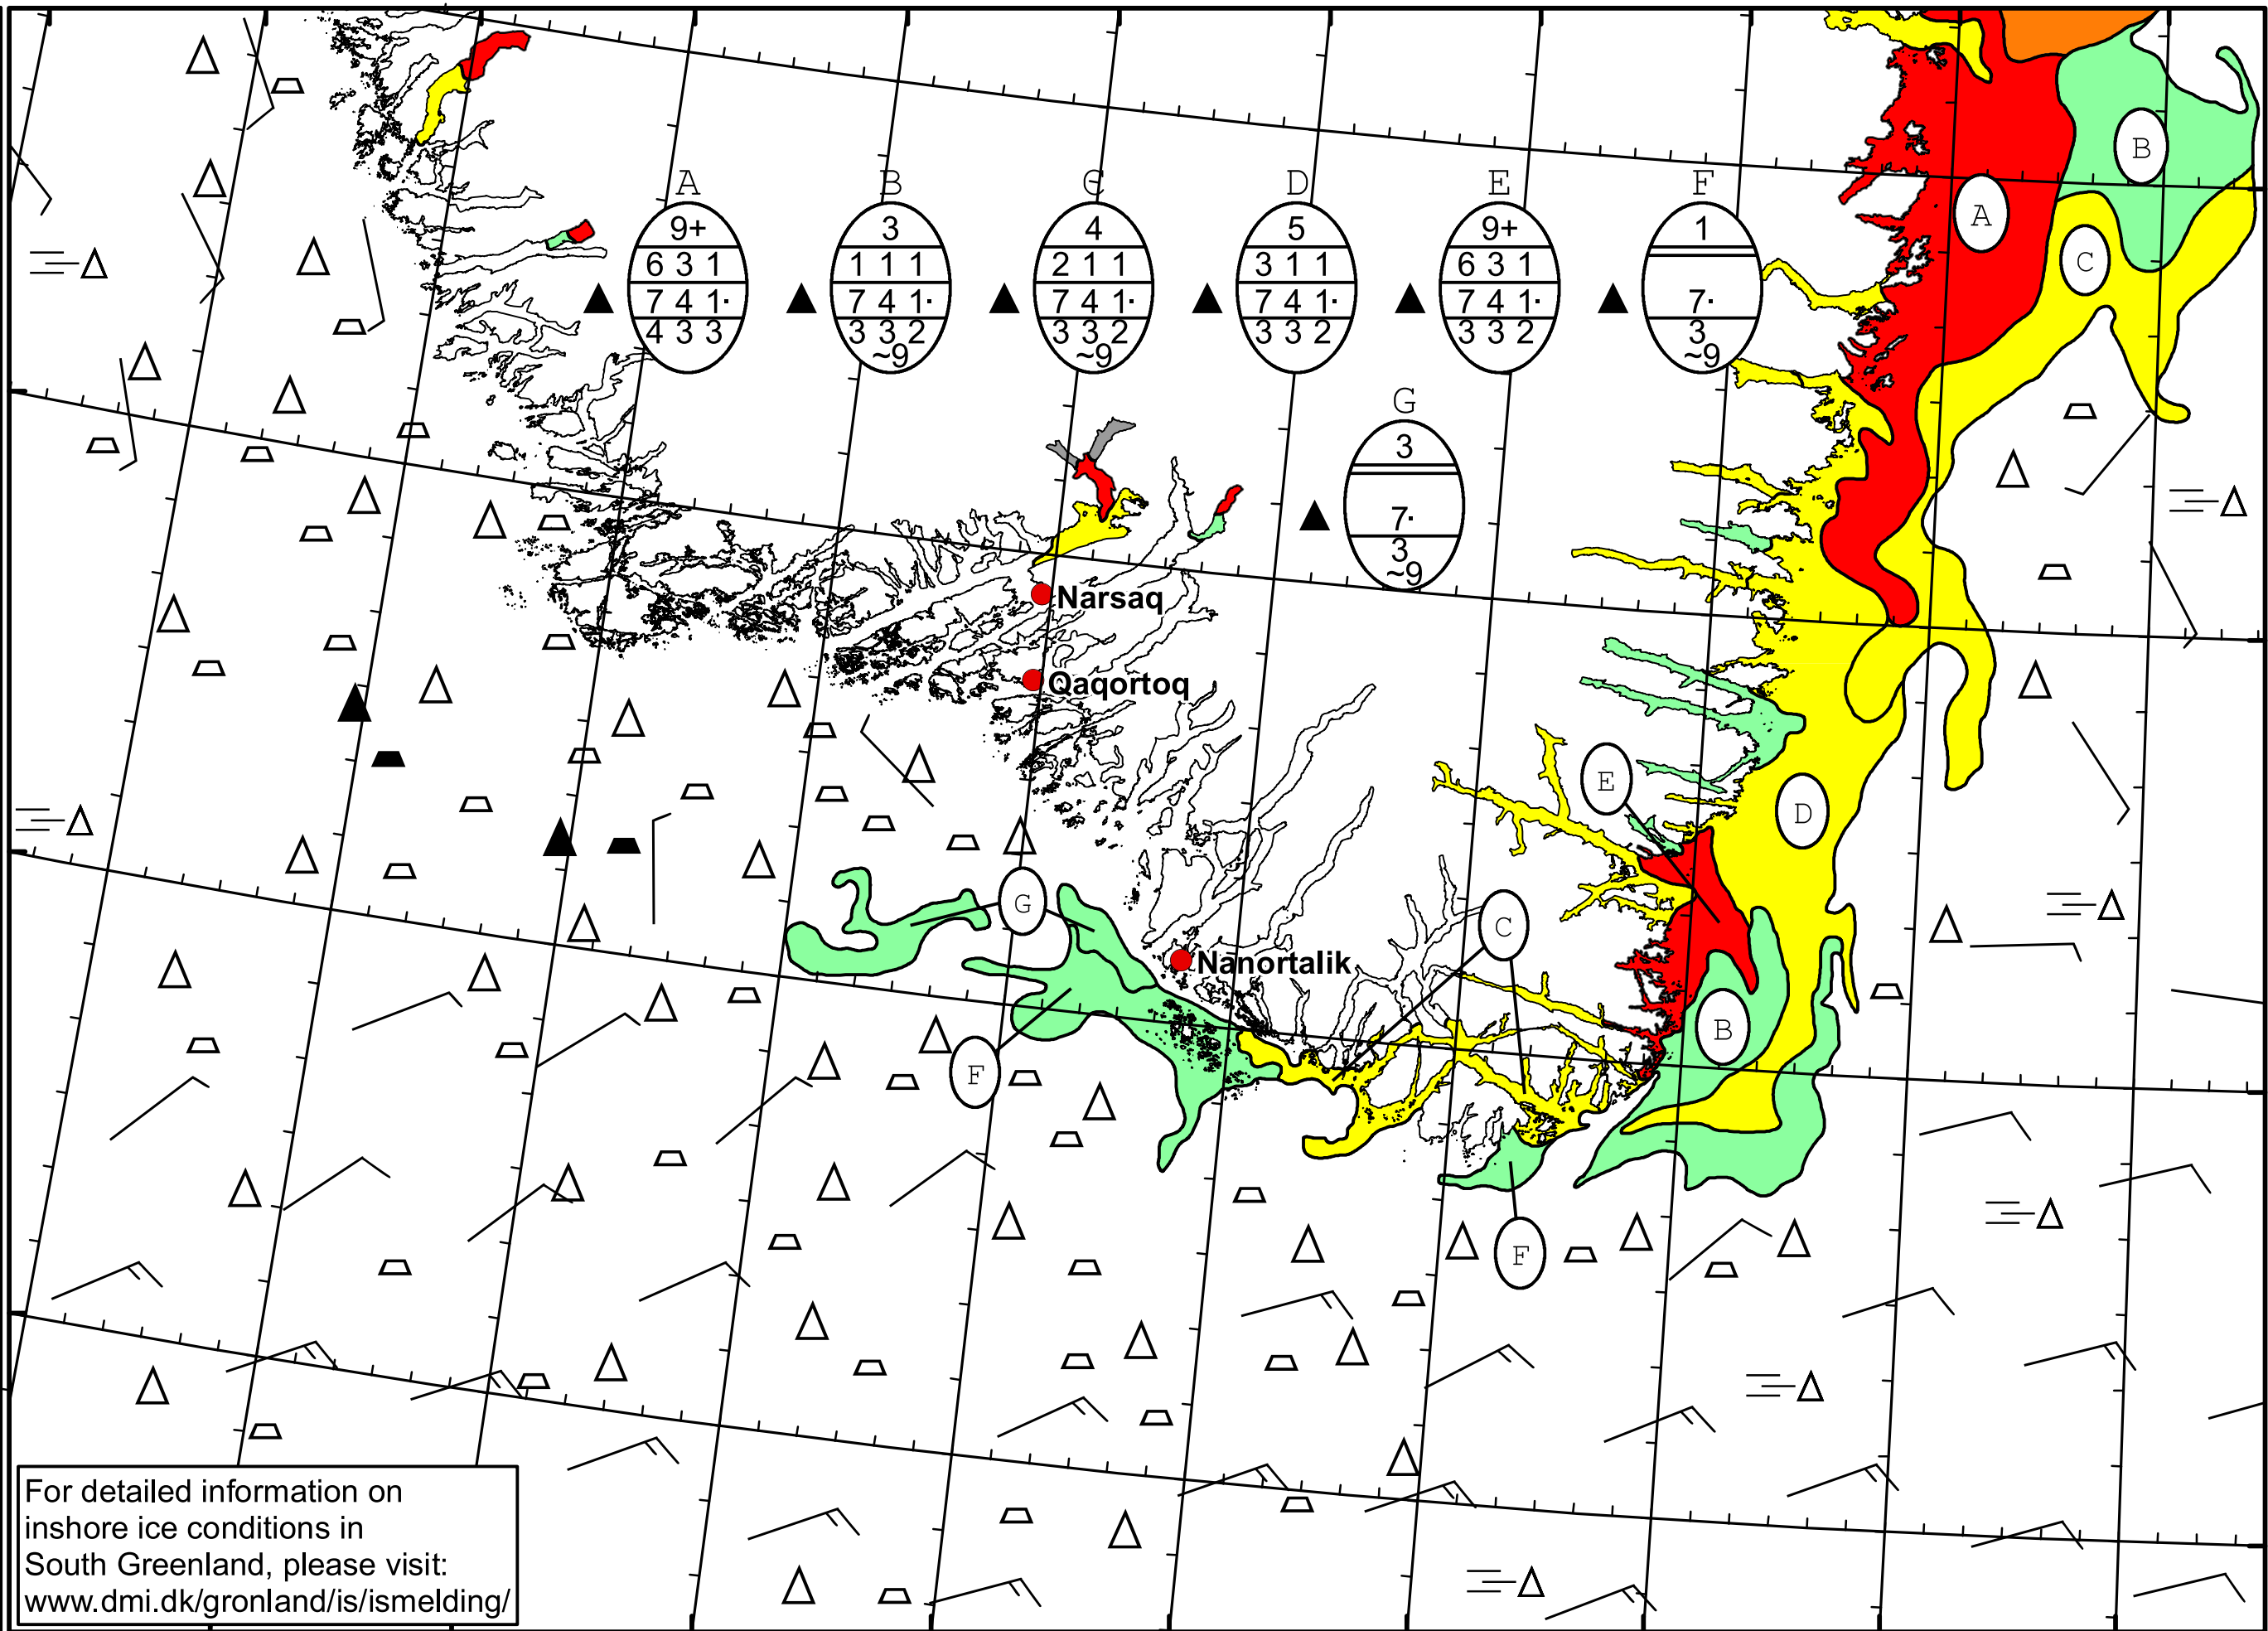 A B C D E F
9+ 3 4 5 9+ 1
6 3 1 1 1 1 2 1 1 3 1 1 6 3 1
7 4 1· 7 4 1· 7 4 1· 7 4 1· 7 4 1· 7·
4 3 3 3 3 2 3 3 2 3 3 2 3 3 2 3
~9 ~9 ~9
B
A
C
G
3
7·
3
~9
Narsaq
Qaqortoq
E
D
G
C
Nanortalik
B
F
F
For detailed information on
inshore ice conditions in
South Greenland, please visit:
www.dmi.dk/gronland/is/ismelding/